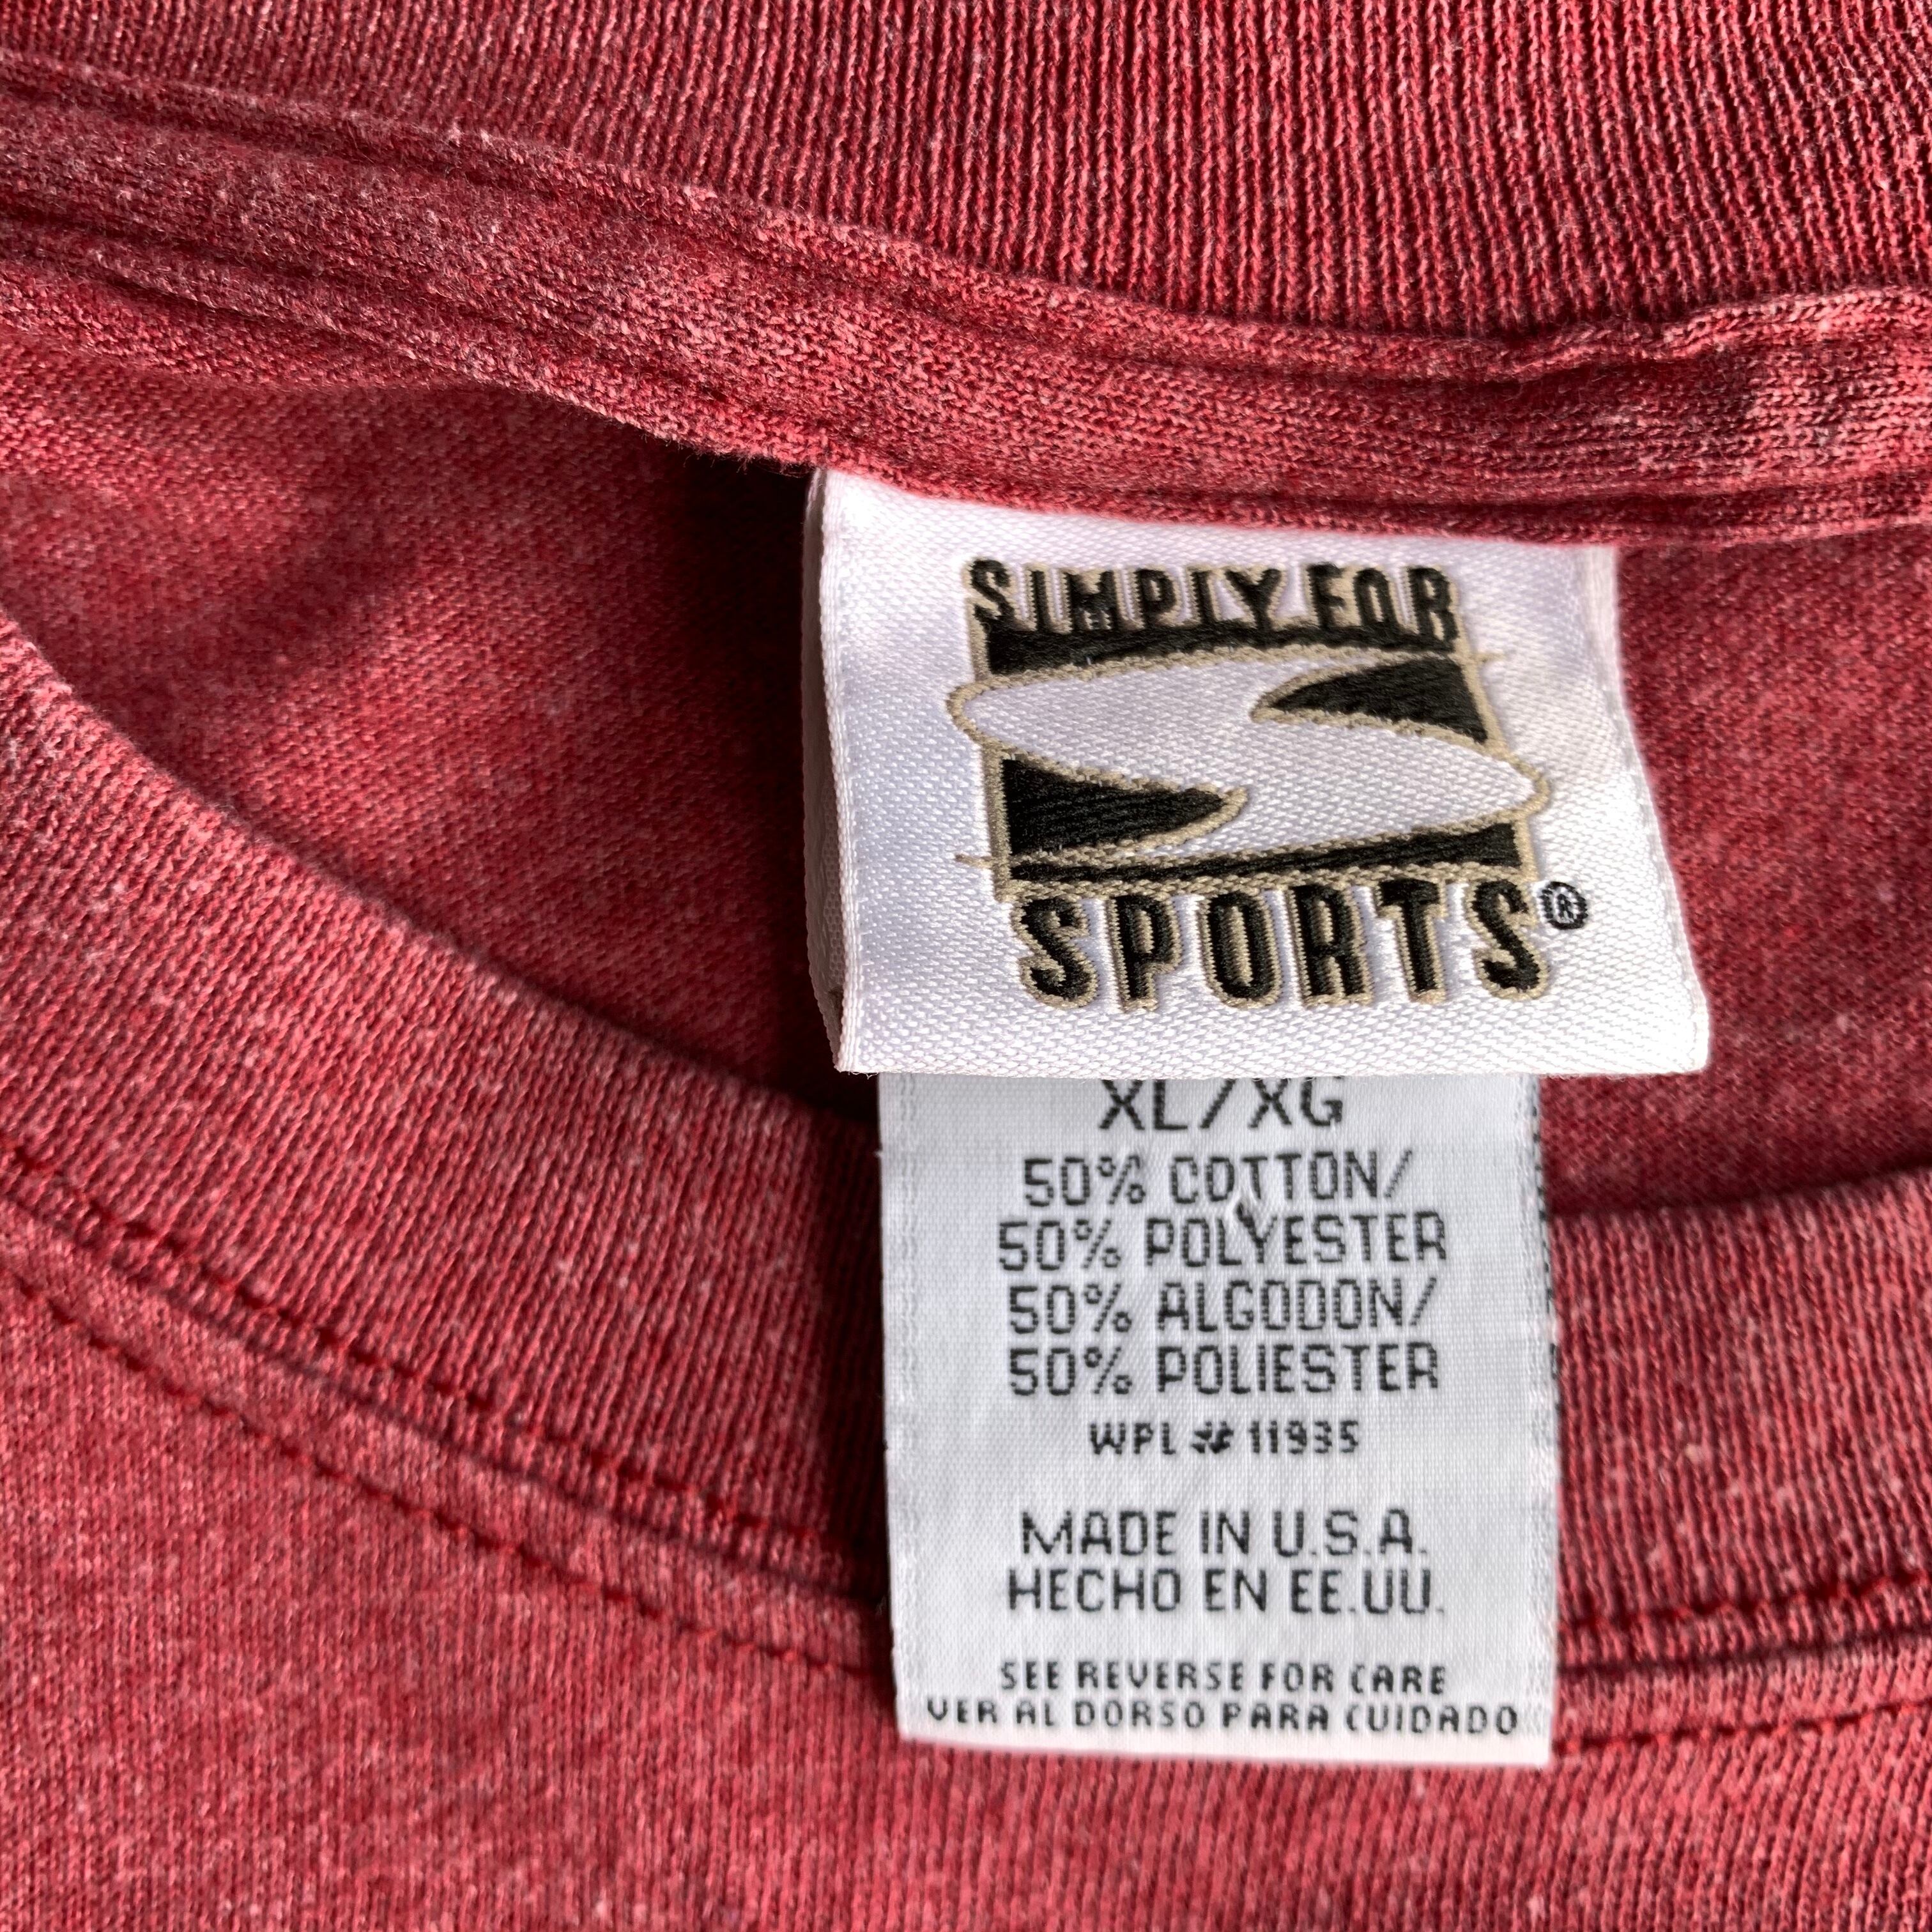 SIMPLY FOR
SPORTS®
XL/XG
50% COTTON/
50% POLYESTER
50% ALGODON/
50% POLIESTER
WPL # 11935
MADE IN U.S.A.
HECHO EN EE.UU.
SEE REVERSE FOR CARE
VER AL DORSO PARA CUIDADO